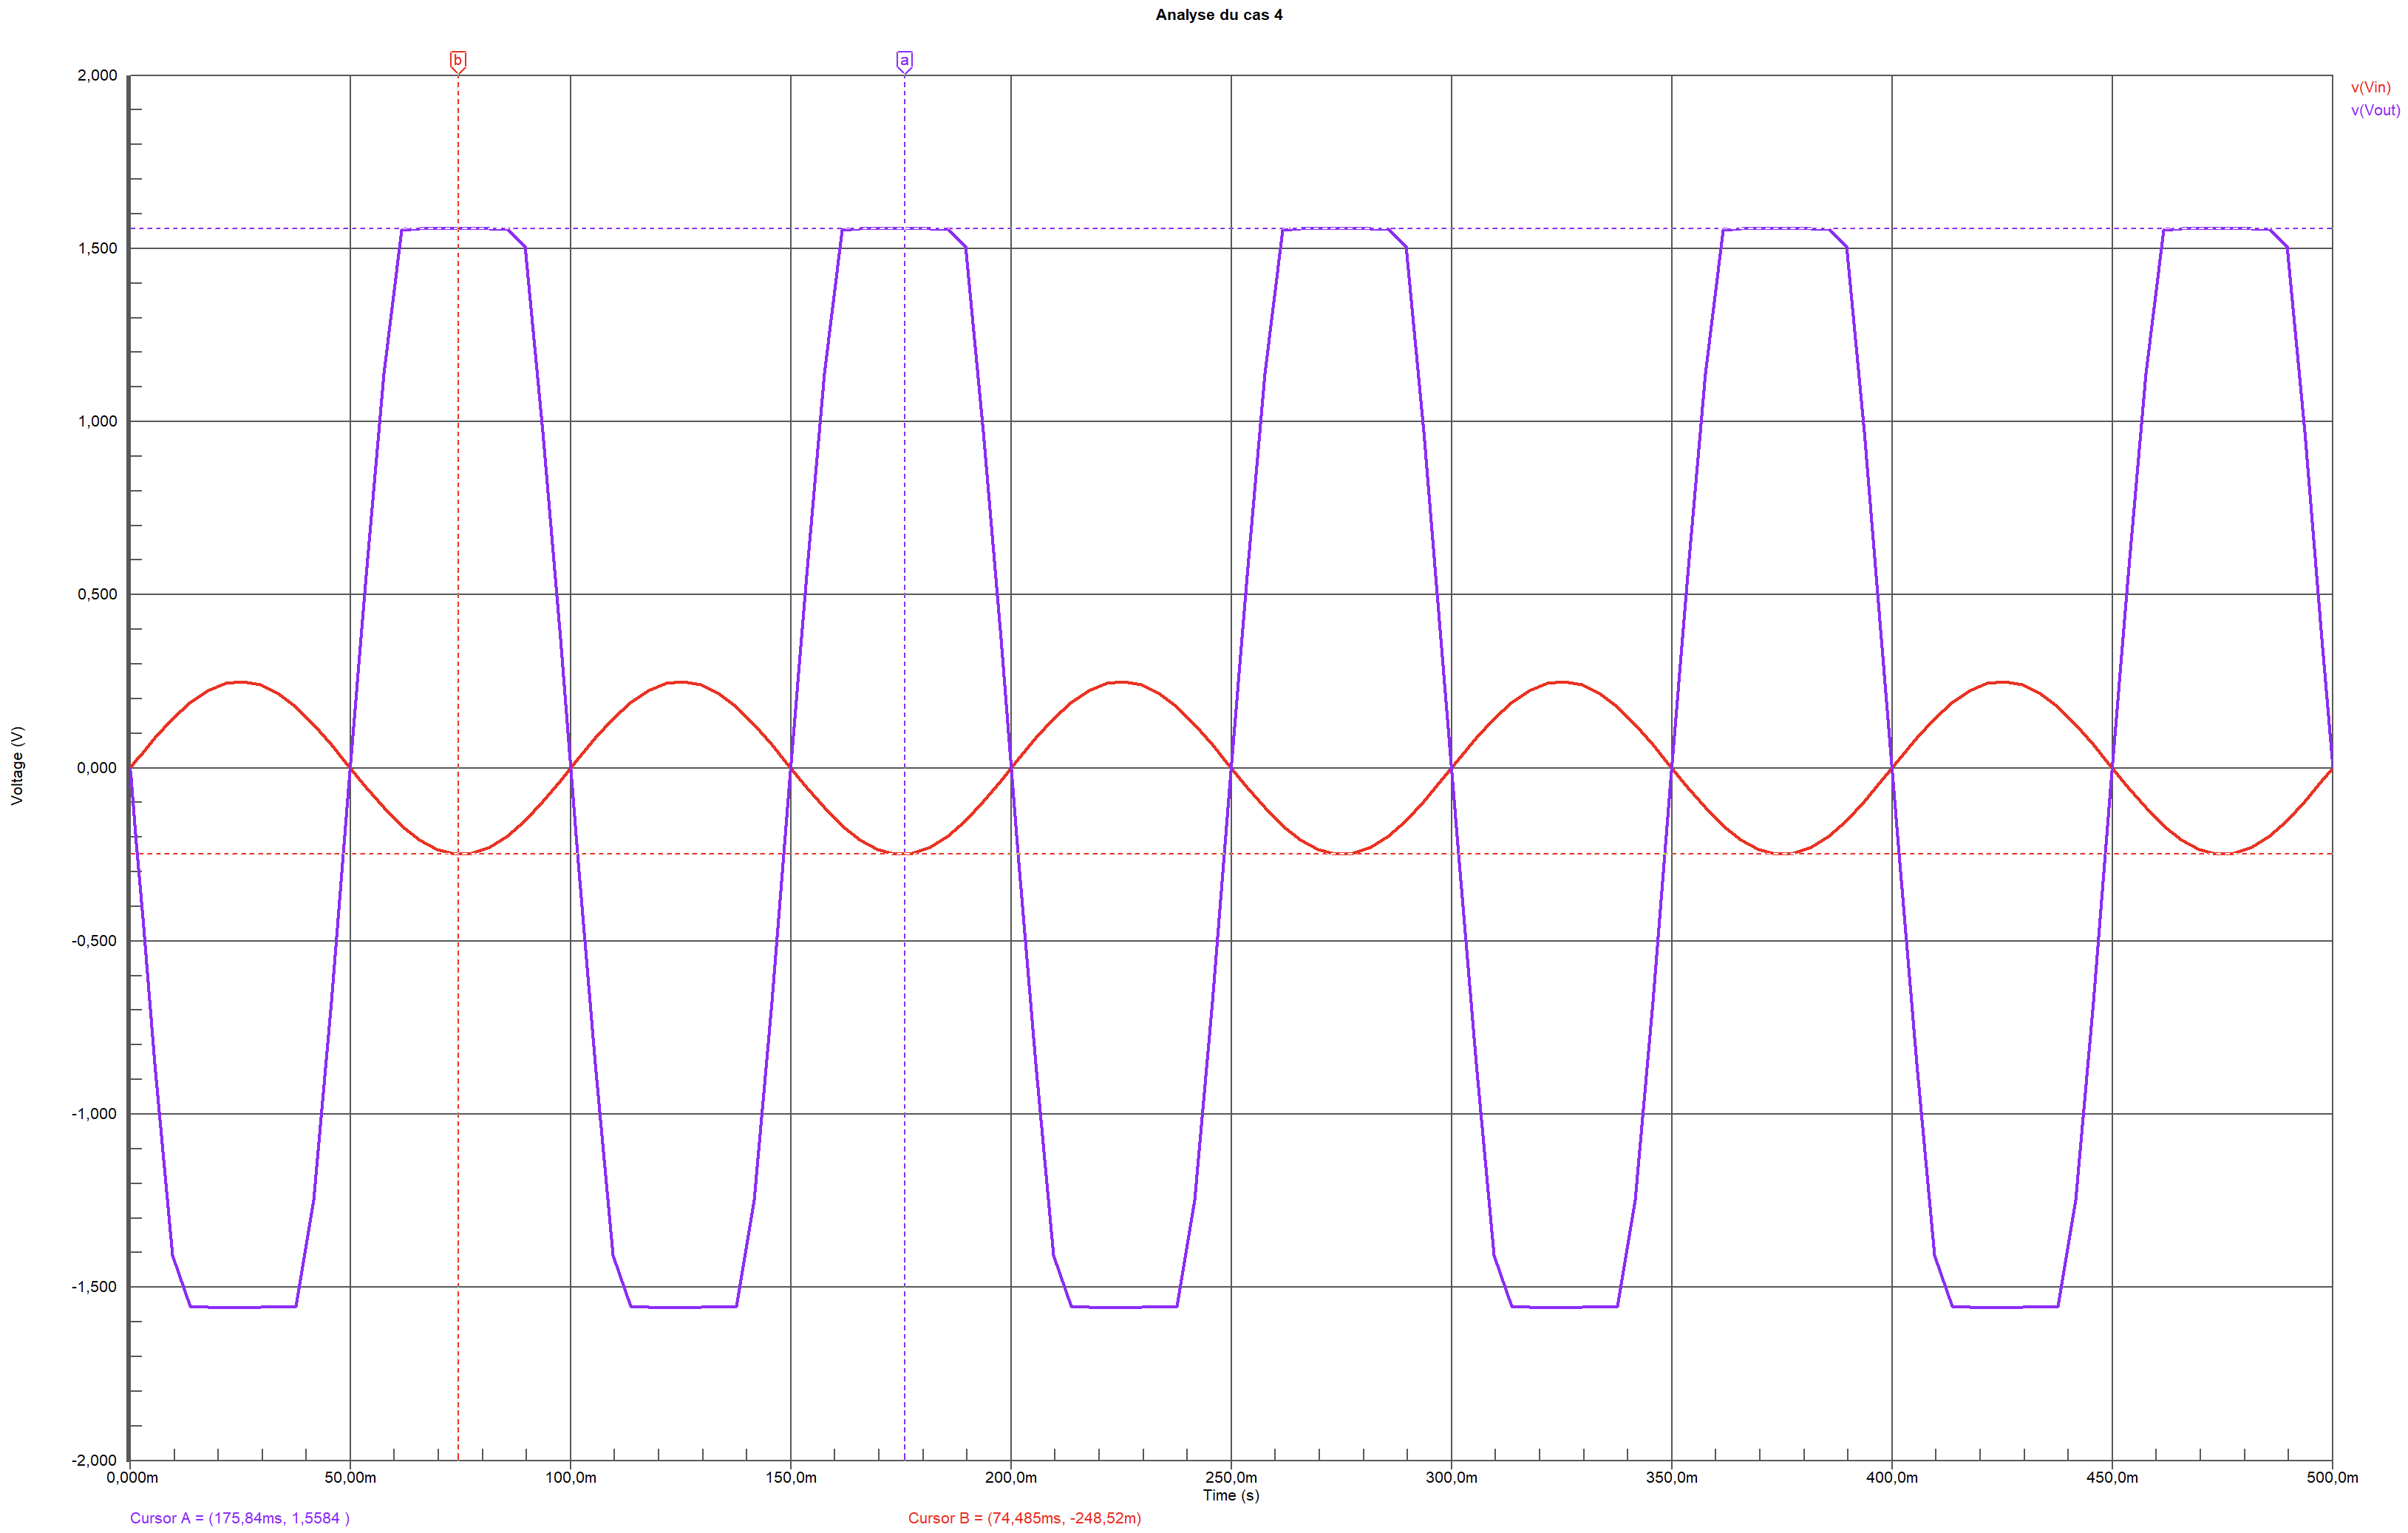 Analyse du cas 4
b
a
2,000
v(Vin)
v(Vout)
1,500
1,000
0,500
0,000
-0,500
-1,000
-1,500
-2,000
Voltage (V)
0,000m 50,00m 100,0m 150,0m 200,0m 250,0m 300,0m 350,0m 400,0m 450,0m 500,0m
Time (s)
Cursor A = (175,84ms, 1,5584 ) Cursor B = (74,485ms, -248,52m)